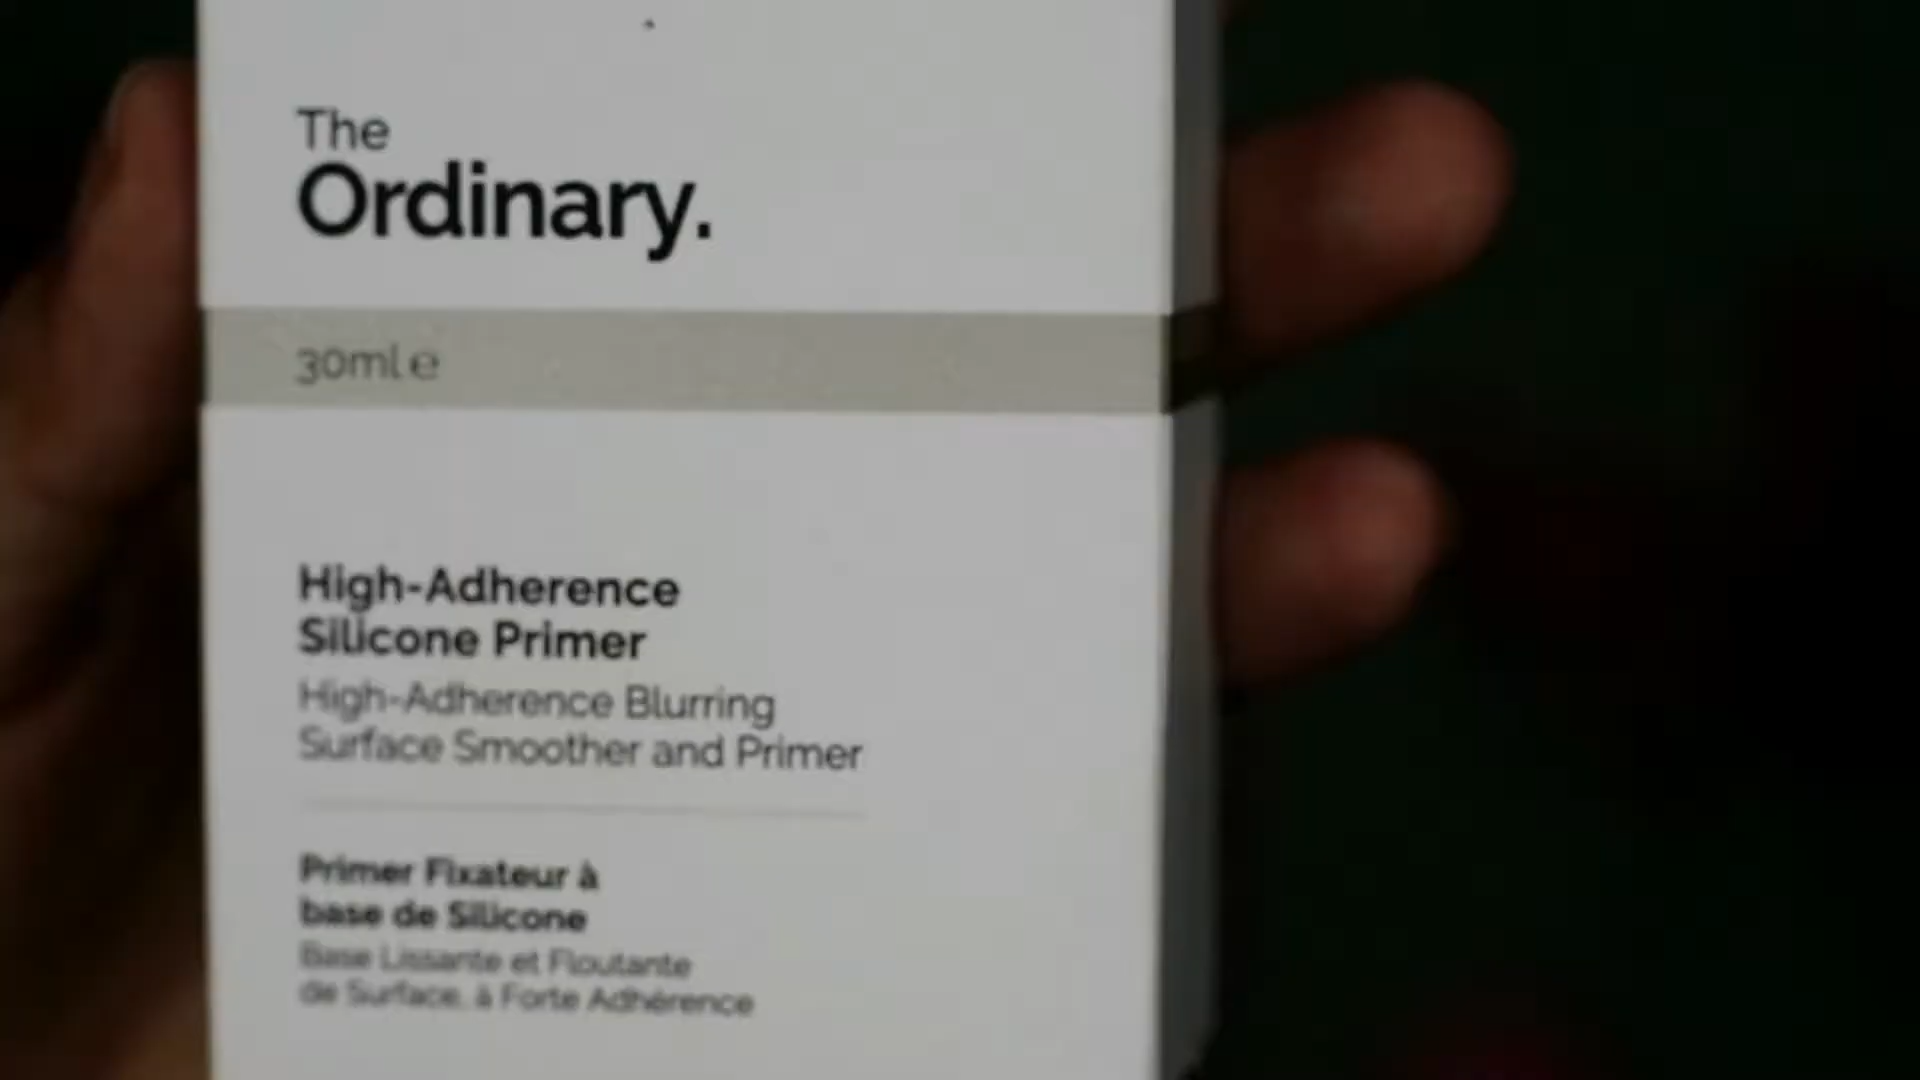 The
Ordinary.
30ml ℮
High-Adherence
Silicone Primer
High-Adherence Blurring
Surface Smoother and Primer
Primer Fixateur à
base de Silicone
Base Lissante et Floutante
de Surface, à Forte Adhérence